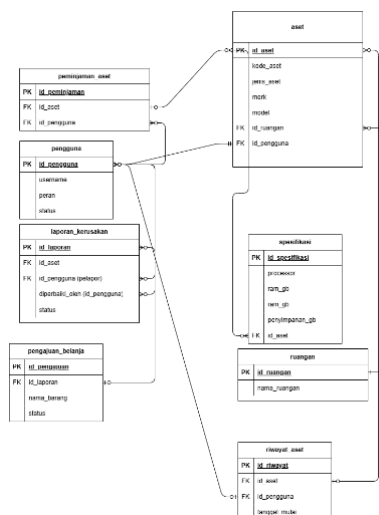 aset
PK id_aset
kode_aset
jenis_aset
merk
model
FK id_ruangan
FK id_pengguna
peminjaman_aset
PK id_peminjaman
FK id_aset
FK id_pengguna
pengguna
PK id_pengguna
username
peran
status
laporan_kerusakan
PK id_laporan
FK id_aset
FK id_pengguna (pelapor)
diperbaiki_oleh (id_pengguna)
status
spesifikasi
PK id_spesifikasi
processor
ram_gb
ram_gb
penyimpanan_gb
FK id_aset
pengajuan_belanja
PK id_pengajuan
FK id_laporan
nama_barang
status
ruangan
PK id_ruangan
nama_ruangan
riwayat_aset
PK id_riwayat
FK id_aset
FK id_pengguna
tanggal_mulai